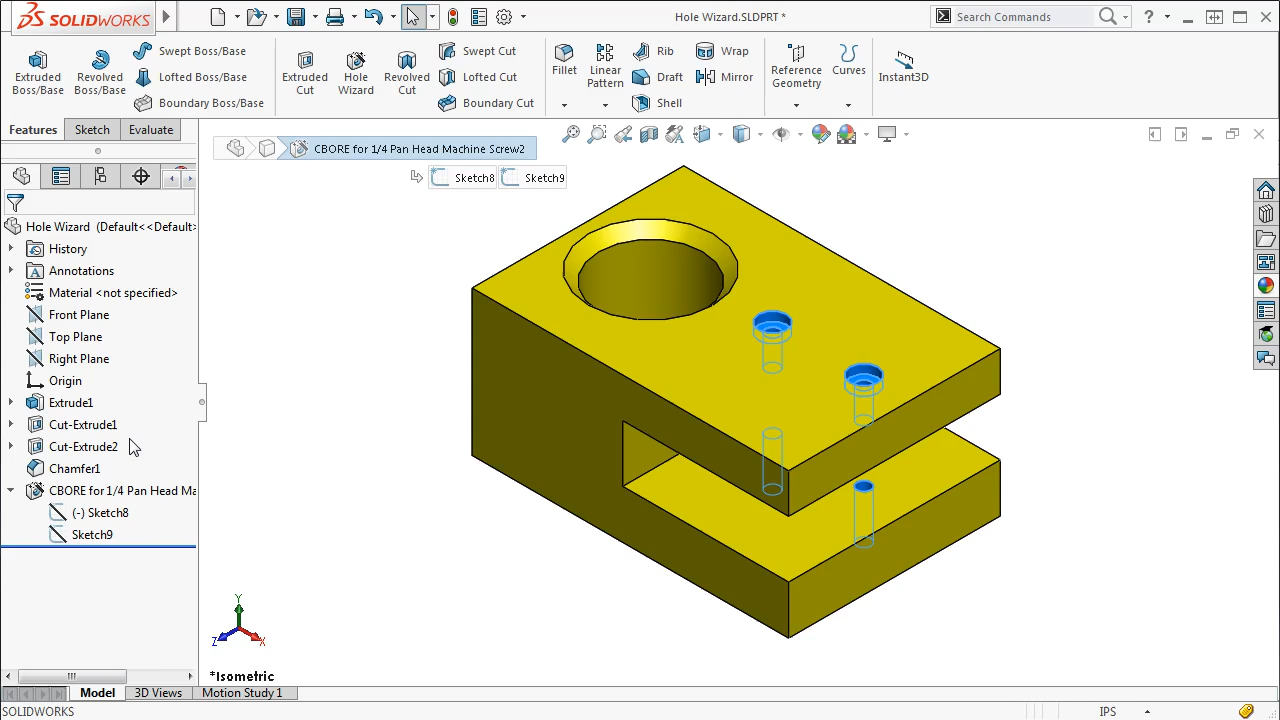 SOLIDWORKS
Hole Wizard.SLDPRT *
Search Commands
Extruded Boss/Base
Revolved Boss/Base
Swept Boss/Base
Lofted Boss/Base
Boundary Boss/Base
Extruded Cut
Hole Wizard
Revolved Cut
Swept Cut
Lofted Cut
Boundary Cut
Fillet
Linear Pattern
Rib
Draft
Shell
Wrap
Mirror
Reference Geometry
Curves
Instant3D
Features Sketch Evaluate
CBORE for 1/4 Pan Head Machine Screw2
Sketch8 Sketch9
Hole Wizard (Default<<Default>
History
Annotations
Material <not specified>
Front Plane
Top Plane
Right Plane
Origin
Extrude1
Cut-Extrude1
Cut-Extrude2
Chamfer1
CBORE for 1/4 Pan Head Ma
(-) Sketch8
Sketch9
Y
Z X
*Isometric
Model 3D Views Motion Study 1
SOLIDWORKS IPS